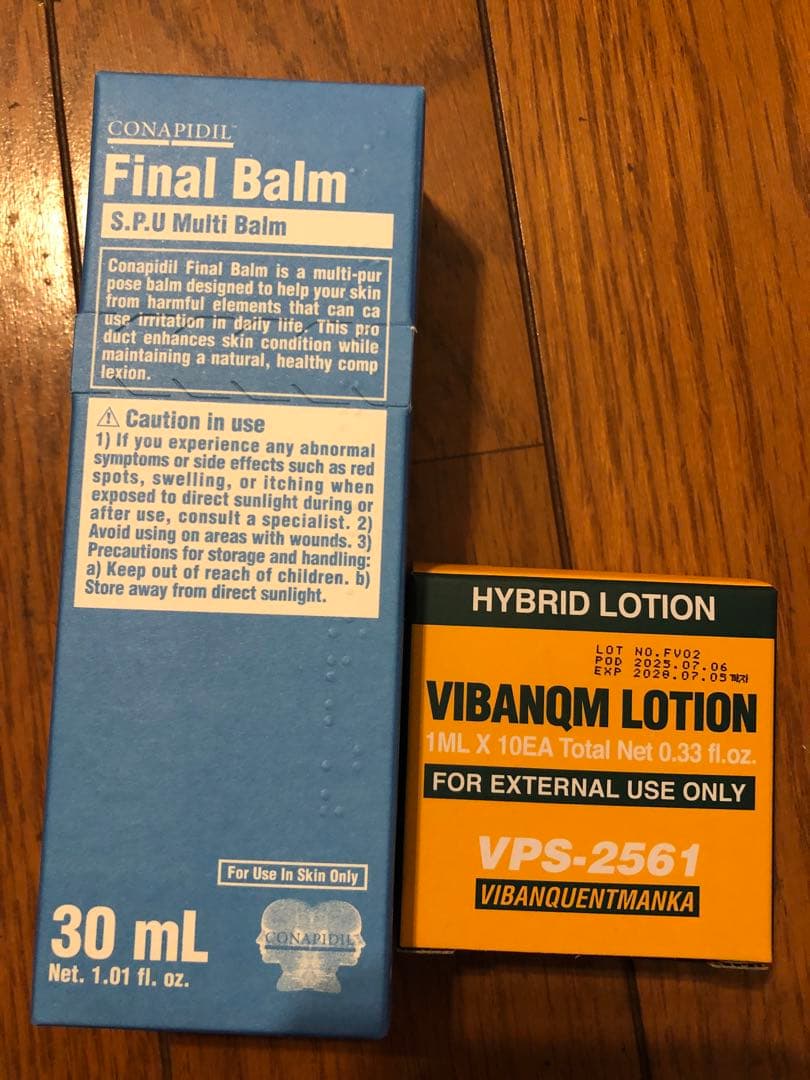 CONAPIDIL™
Final Balm
S.P.U Multi Balm
Conapidil Final Balm is a multi-pur
pose balm designed to help your skin
from harmful elements that can ca
use irritation in daily life. This pro
duct enhances skin condition while
maintaining a natural, healthy comp
lexion.
Caution in use
1) If you experience any abnormal
symptoms or side effects such as red
spots, swelling, or itching when
exposed to direct sunlight during or
after use, consult a specialist. 2)
Avoid using on areas with wounds. 3)
Precautions for storage and handling:
a) Keep out of reach of children. b)
Store away from direct sunlight.
For Use In Skin Only
30 mL
Net. 1.01 fl. oz.
CONAPIDIL
HYBRID LOTION
LOT NO.FV02
POD 2025.07.06
EXP 2028.07.05까지
VIBANQM LOTION
1ML X 10EA Total Net 0.33 fl.oz.
FOR EXTERNAL USE ONLY
VPS-2561
VIBANQUENTMANKA